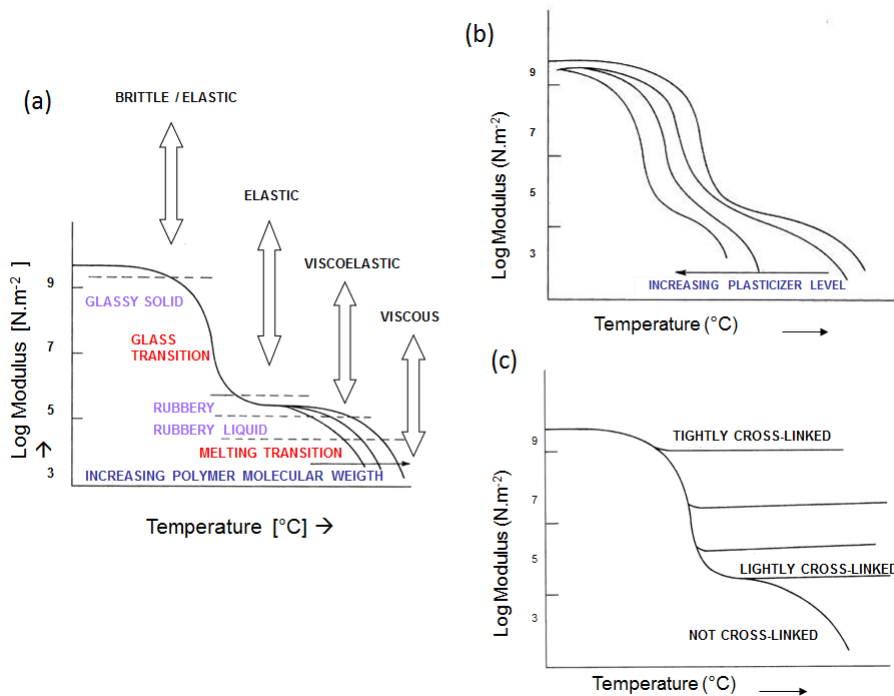 (a)
BRITTLE / ELASTIC
ELASTIC
VISCOELASTIC
VISCOUS
Log Modulus [N.m-2] →
9
7
5
3
GLASSY SOLID
GLASS
TRANSITION
RUBBERY
RUBBERY LIQUID
MELTING TRANSITION
INCREASING POLYMER MOLECULAR WEIGTH
Temperature [°C] →
(b)
Log Modulus (N.m-2)
9
7
5
3
INCREASING PLASTICIZER LEVEL
Temperature (°C)
(c)
Log Modulus (N.m-2)
9
7
5
3
TIGHTLY CROSS-LINKED
LIGHTLY CROSS-LINKED
NOT CROSS-LINKED
Temperature (°C)